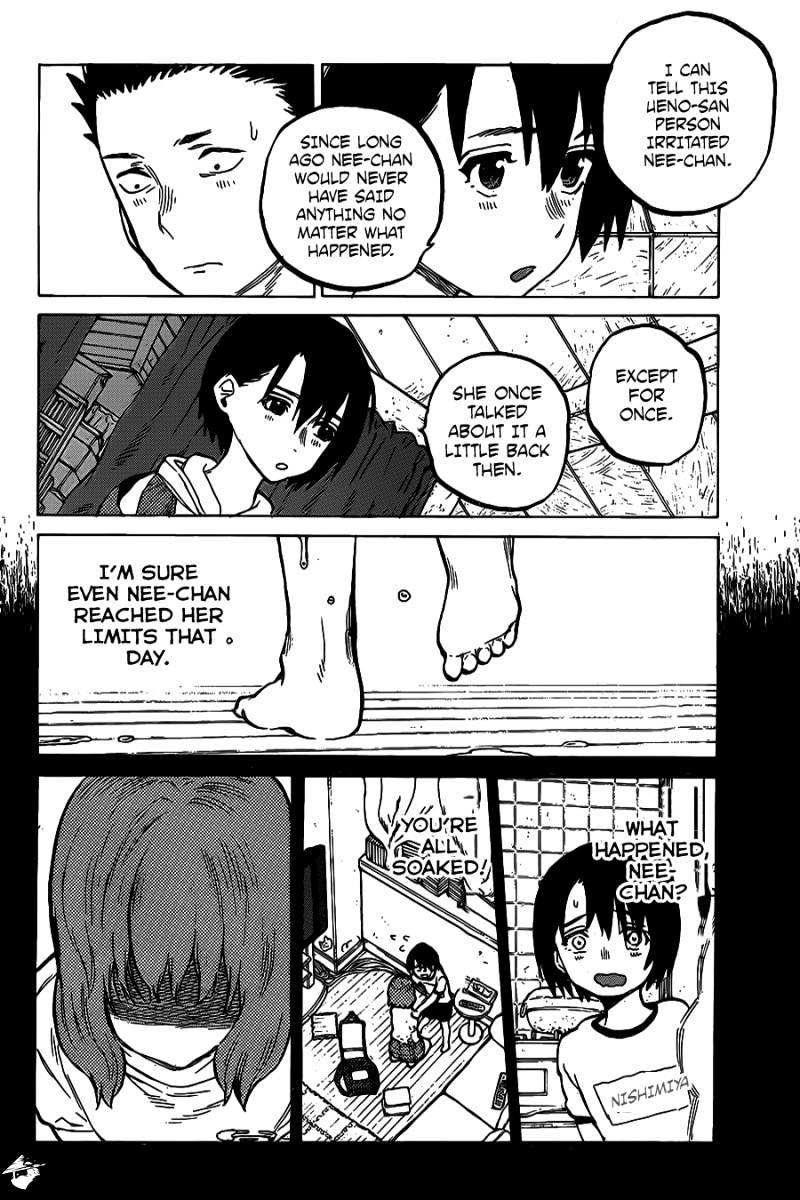 I CAN
TELL THIS
UENO-SAN
PERSON
IRRITATED
NEE-CHAN.
SINCE LONG
AGO NEE-CHAN
WOULD NEVER
HAVE SAID
ANYTHING NO
MATTER WHAT
HAPPENED.
EXCEPT
FOR
ONCE.
SHE ONCE
TALKED
ABOUT IT A
LITTLE BACK
THEN.
I'M SURE
EVEN NEE-CHAN
REACHED HER
LIMITS THAT
DAY.
WHAT
HAPPENED,
NEE-
CHAN?
NISHIMIYA
YOU'RE
ALL
SOAKED!